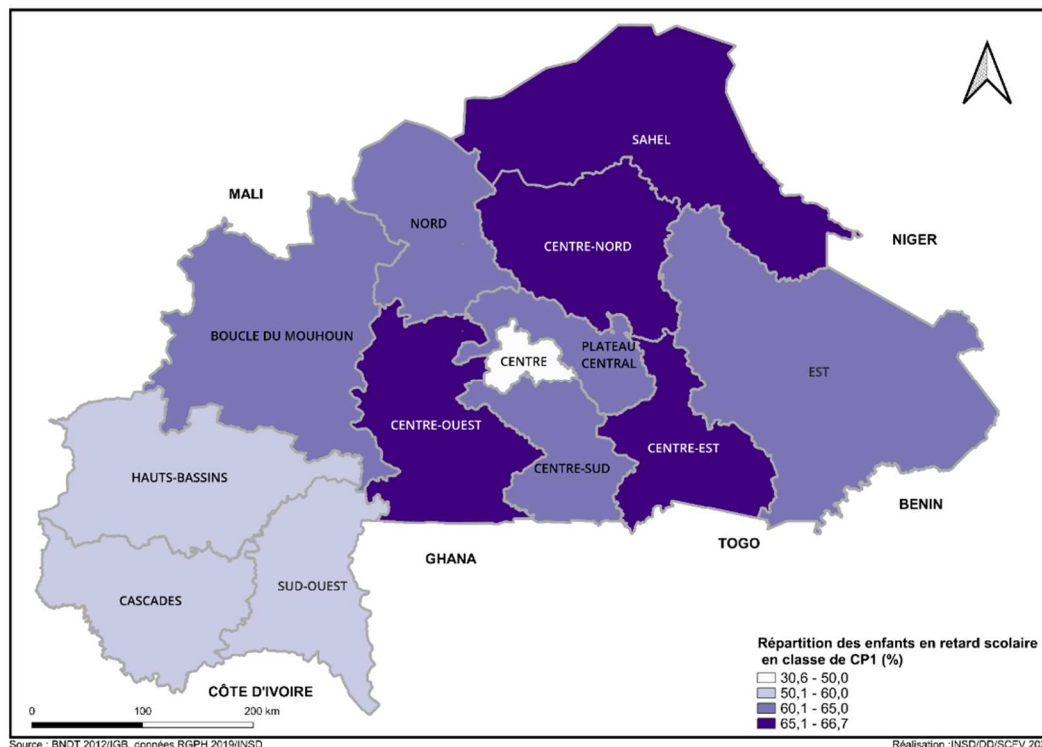 SAHEL
MALI
NORD
CENTRE-NORD
NIGER
BOUCLE DU MOUHOUN
CENTRE
PLATEAU
CENTRAL
EST
CENTRE-OUEST
CENTRE-EST
CENTRE-SUD
HAUTS-BASSINS
BENIN
TOGO
GHANA
SUD-OUEST
CASCADES
CÔTE D'IVOIRE
Répartition des enfants en retard scolaire
en classe de CP1 (%)
30,6 - 50,0
50,1 - 60,0
60,1 - 65,0
65,1 - 66,7
0 100 200 km
Source : BNDT 2012/IGB, données RGPH 2019/INSD
Réalisation :INSD/DD/SCEV